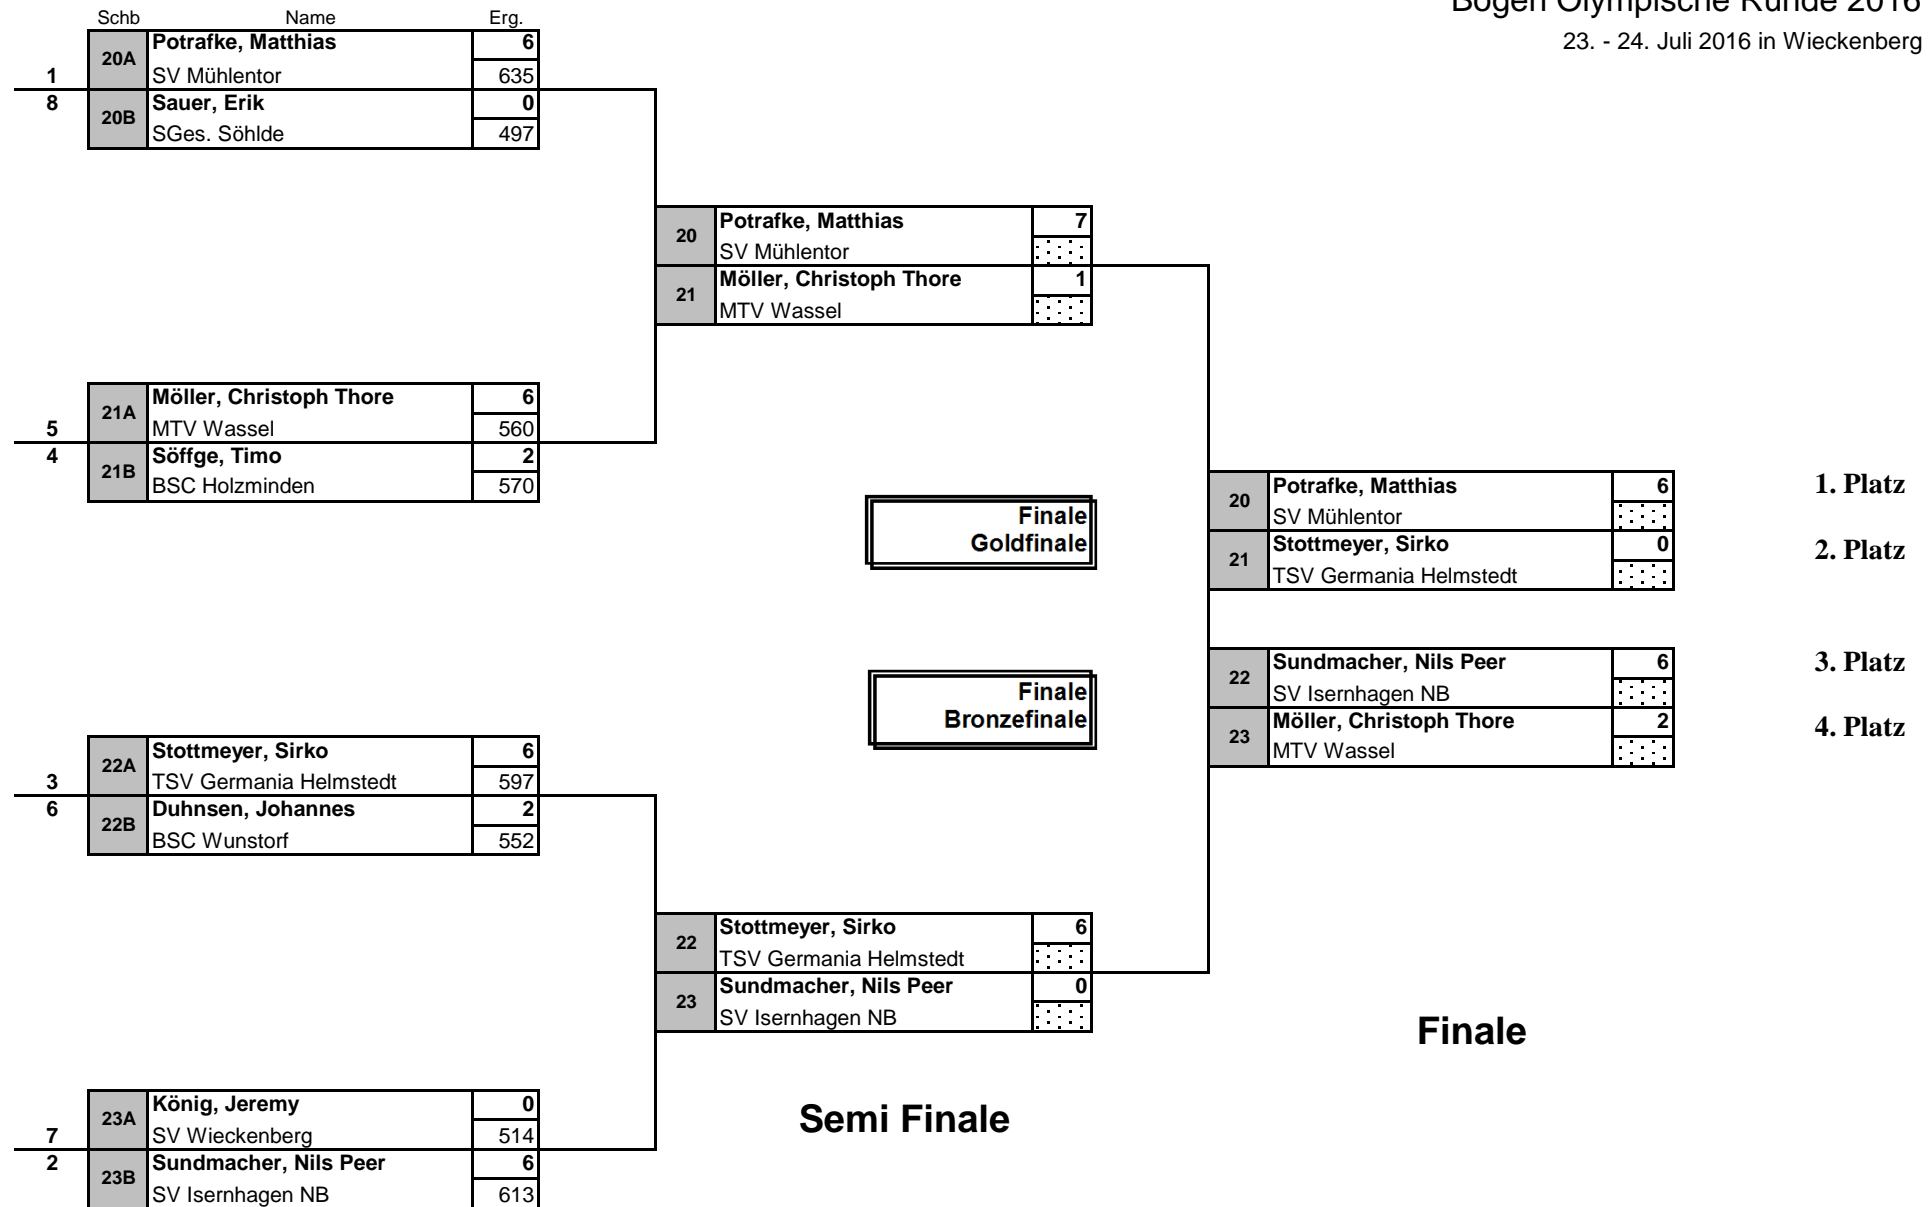 Bogen Olympische Runde 2016
23. - 24. Juli 2016 in Wieckenberg
Schb Name Erg.
20A Potrafke, Matthias 6
1 SV Mühlentor 635
8 20B Sauer, Erik 0
SGes. Söhlde 497
20 Potrafke, Matthias 7
SV Mühlentor
21 Möller, Christoph Thore 1
MTV Wassel
21A Möller, Christoph Thore 6
5 MTV Wassel 560
4 21B Söffge, Timo 2
BSC Holzminden 570
Finale
Goldfinale
20 Potrafke, Matthias 6 1. Platz
SV Mühlentor
21 Stottmeyer, Sirko 0 2. Platz
TSV Germania Helmstedt
Finale
Bronzefinale
22 Sundmacher, Nils Peer 6 3. Platz
SV Isernhagen NB
23 Möller, Christoph Thore 2 4. Platz
MTV Wassel
22A Stottmeyer, Sirko 6
3 TSV Germania Helmstedt 597
6 22B Duhnsen, Johannes 2
BSC Wunstorf 552
22 Stottmeyer, Sirko 6
TSV Germania Helmstedt
23 Sundmacher, Nils Peer 0
SV Isernhagen NB
Finale
Semi Finale
23A König, Jeremy 0
7 SV Wieckenberg 514
2 23B Sundmacher, Nils Peer 6
SV Isernhagen NB 613